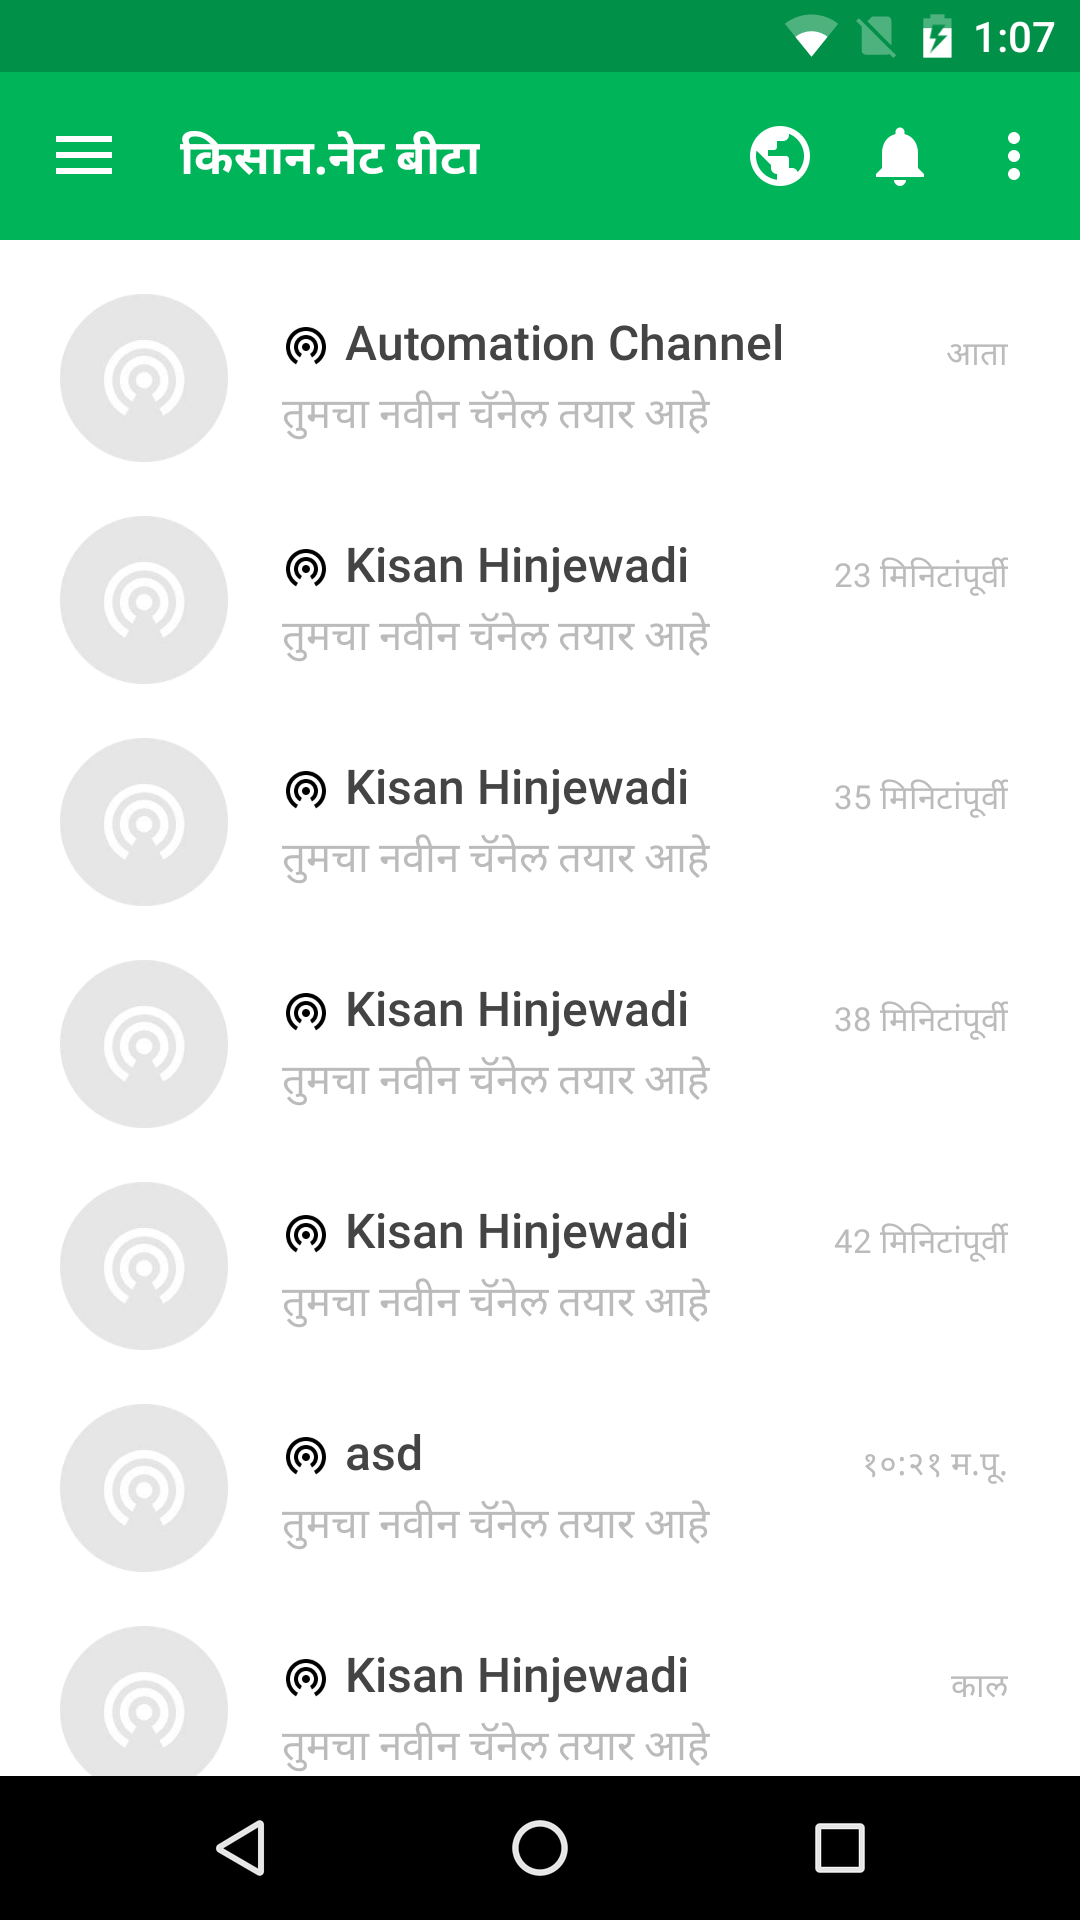 1:07
किसान.नेट बीटा
Automation Channel
आता
तुमचा नवीन चॅनेल तयार आहे
Kisan Hinjewadi
23 मिनिटांपूर्वी
तुमचा नवीन चॅनेल तयार आहे
Kisan Hinjewadi
35 मिनिटांपूर्वी
तुमचा नवीन चॅनेल तयार आहे
Kisan Hinjewadi
38 मिनिटांपूर्वी
तुमचा नवीन चॅनेल तयार आहे
Kisan Hinjewadi
42 मिनिटांपूर्वी
तुमचा नवीन चॅनेल तयार आहे
asd
१०:२१ म.पू.
तुमचा नवीन चॅनेल तयार आहे
Kisan Hinjewadi
काल
तुमचा नवीन चॅनेल तयार आहे